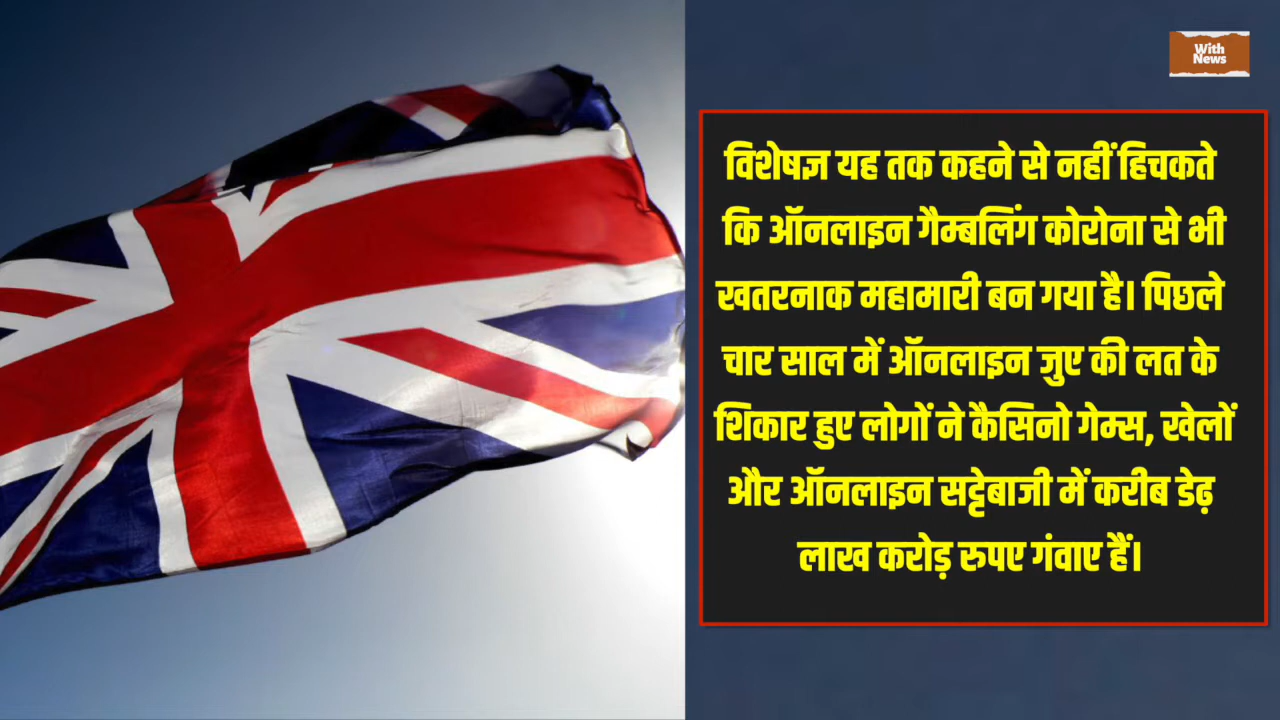 With
News
विशेषज्ञ यह तक कहने से नहीं हिचकते
कि ऑनलाइन गैम्बलिंग कोरोना से भी
खतरनाक महामारी बन गया है। पिछले
चार साल में ऑनलाइन जुए की लत के
शिकार हुए लोगों ने कैसिनो गेम्स, खेलों
और ऑनलाइन सट्टेबाजी में करीब डेढ़
लाख करोड़ रुपए गंवाए हैं।